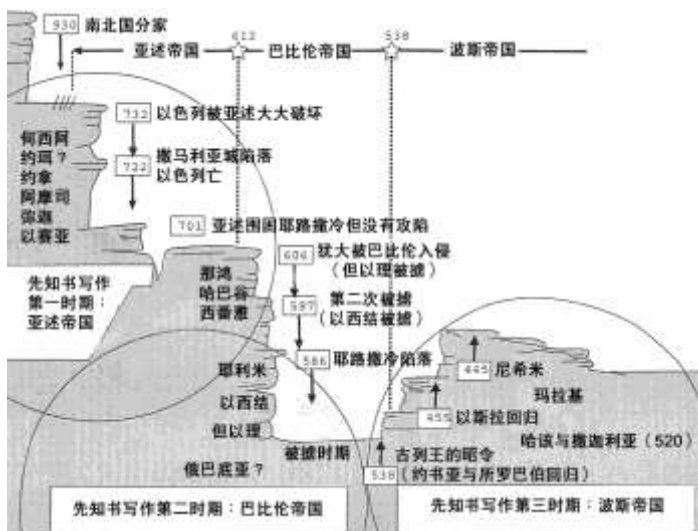 930 南北国分家
612
538
亚述帝国
巴比伦帝国
波斯帝国
732 以色列被亚述大大破坏
722 撒马利亚城陷落
以色列亡
何西阿
约珥？
约拿
阿摩司
弥迦
以赛亚
701 亚述围困耶路撒冷但没有攻陷
先知书写作
第一时期：
亚述帝国
那鸿
哈巴谷
西番雅
606 犹大被巴比伦入侵
（但以理被掳）
597 第二次被掳
（以西结被掳）
586 耶路撒冷陷落
耶利米
以西结
但以理
被掳时期
俄巴底亚？
445 尼希米
玛拉基
455 以斯拉回归
哈该与撒迦利亚（520）
538 古列王的昭令
（约书亚与所罗巴伯回归）
先知书写作第二时期：巴比伦帝国
先知书写作第三时期：波斯帝国